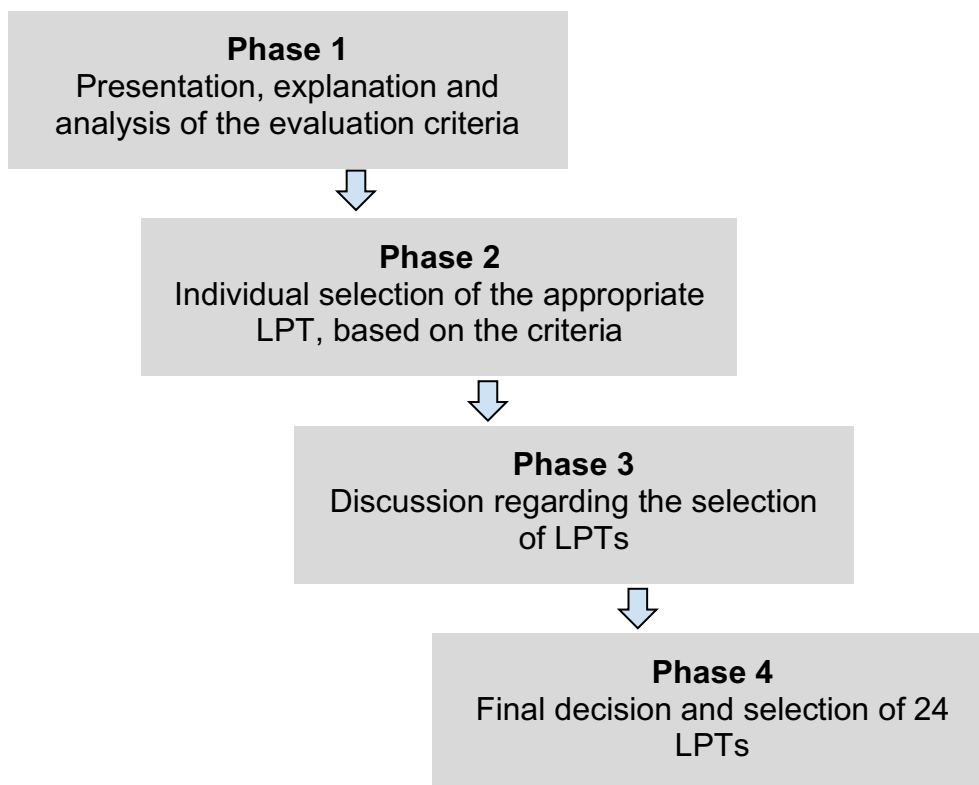 Phase 1
Presentation, explanation and
analysis of the evaluation criteria
Phase 2
Individual selection of the appropriate
LPT, based on the criteria
Phase 3
Discussion regarding the selection
of LPTs
Phase 4
Final decision and selection of 24
LPTs